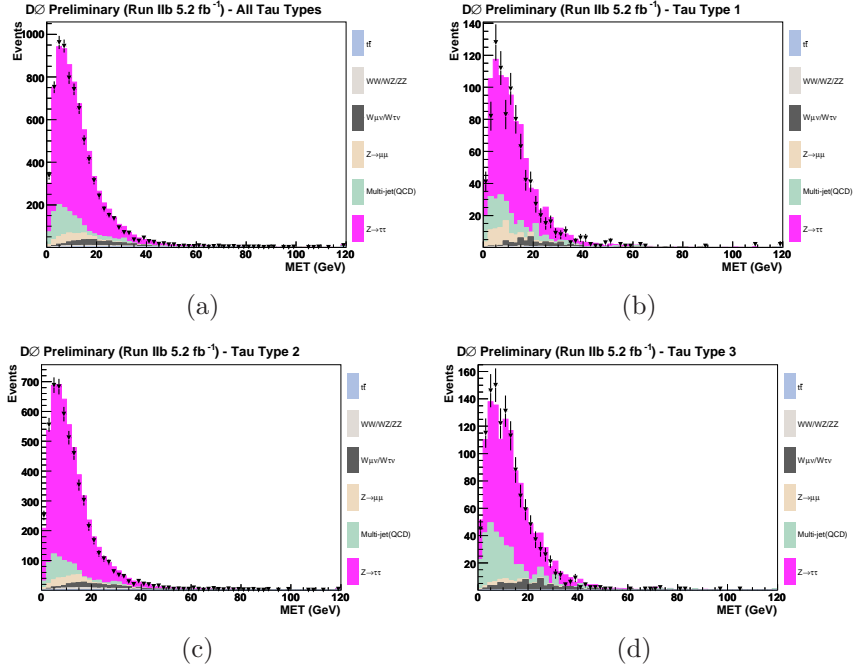 DØ Preliminary (Run IIb 5.2 fb⁻¹) - All Tau Types
Events
1000
800
600
400
200
0 20 40 60 80 100 120
MET (GeV)
tt̄
WW/WZ/ZZ
Wμν/Wτν
Z→μμ
Multi-jet(QCD)
Z→ττ
(a)
DØ Preliminary (Run IIb 5.2 fb⁻¹) - Tau Type 1
Events
140
120
100
80
60
40
20
0 20 40 60 80 100 120
MET (GeV)
tt̄
WW/WZ/ZZ
Wμν/Wτν
Z→μμ
Multi-jet(QCD)
Z→ττ
(b)
DØ Preliminary (Run IIb 5.2 fb⁻¹) - Tau Type 2
Events
700
600
500
400
300
200
100
0 20 40 60 80 100 120
MET (GeV)
tt̄
WW/WZ/ZZ
Wμν/Wτν
Z→μμ
Multi-jet(QCD)
Z→ττ
(c)
DØ Preliminary (Run IIb 5.2 fb⁻¹) - Tau Type 3
Events
160
140
120
100
80
60
40
20
0 20 40 60 80 100 120
MET (GeV)
tt̄
WW/WZ/ZZ
Wμν/Wτν
Z→μμ
Multi-jet(QCD)
Z→ττ
(d)